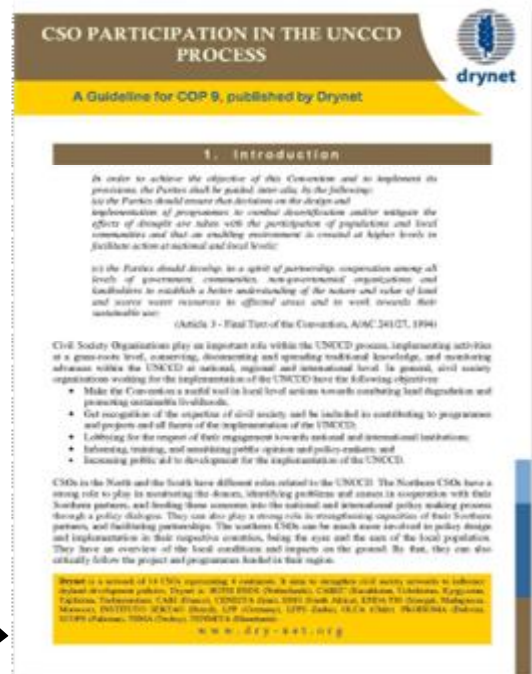 CSO PARTICIPATION IN THE UNCCD
PROCESS
drynet
A Guideline for COP 9, published by Drynet
1. Introduction
In order to achieve the objective of this Convention and to implement its
provisions, the Parties shall be guided, inter alia, by the following:
(a) the Parties should ensure that decisions on the design and
implementation of programmes to combat desertification and/or mitigate the
effects of drought are taken with the participation of populations and local
communities and that an enabling environment is created at higher levels to
facilitate action at national and local levels;
(c) the Parties should develop, in a spirit of partnership, cooperation among all
levels of government, communities, non-governmental organizations and
landholders to establish a better understanding of the nature and value of land
and scarce water resources in affected areas and to work towards their
sustainable use;
(Article 3 - Final Text of the Convention, A/AC.241/27, 1994)
Civil Society Organisations play an important role within the UNCCD process, implementing activities
at a grass-roots level, conserving, documenting and spreading traditional knowledge, and monitoring
advances within the UNCCD at national, regional and international level. In general, civil society
organisations working for the implementation of the UNCCD have the following objectives:
• Make the Convention a useful tool in local level actions towards combating land degradation and
promoting sustainable livelihoods;
• Get recognition of the expertise of civil society and be included in contributing to programmes
and projects and all facets of the implementation of the UNCCD;
• Lobbying for the respect of their engagement towards national and international institutions;
• Informing, training, and sensitising public opinion and policy-makers; and
• Increasing public aid to development for the implementation of the UNCCD.
CSOs in the North and the South have different roles related to the UNCCD. The Northern CSOs have a
strong role to play in monitoring the donors, identifying problems and issues in cooperation with their
Southern partners, and feeding these concerns into the national and international policy making process
through a policy dialogue. They can also play a strong role in strengthening capacities of their Southern
partners, and facilitating partnerships. The southern CSOs can be much more involved in policy design
and implementation in their respective countries, being the eyes and the ears of the local population.
They have an overview of the local conditions and impacts on the ground. By that, they can also
critically follow the project and programmes funded in their region.
Drynet is a network of 14 CSOs representing 4 continents. It aims to strengthen civil society networks to influence
dryland development policies. Drynet is:
www.dry-net.org